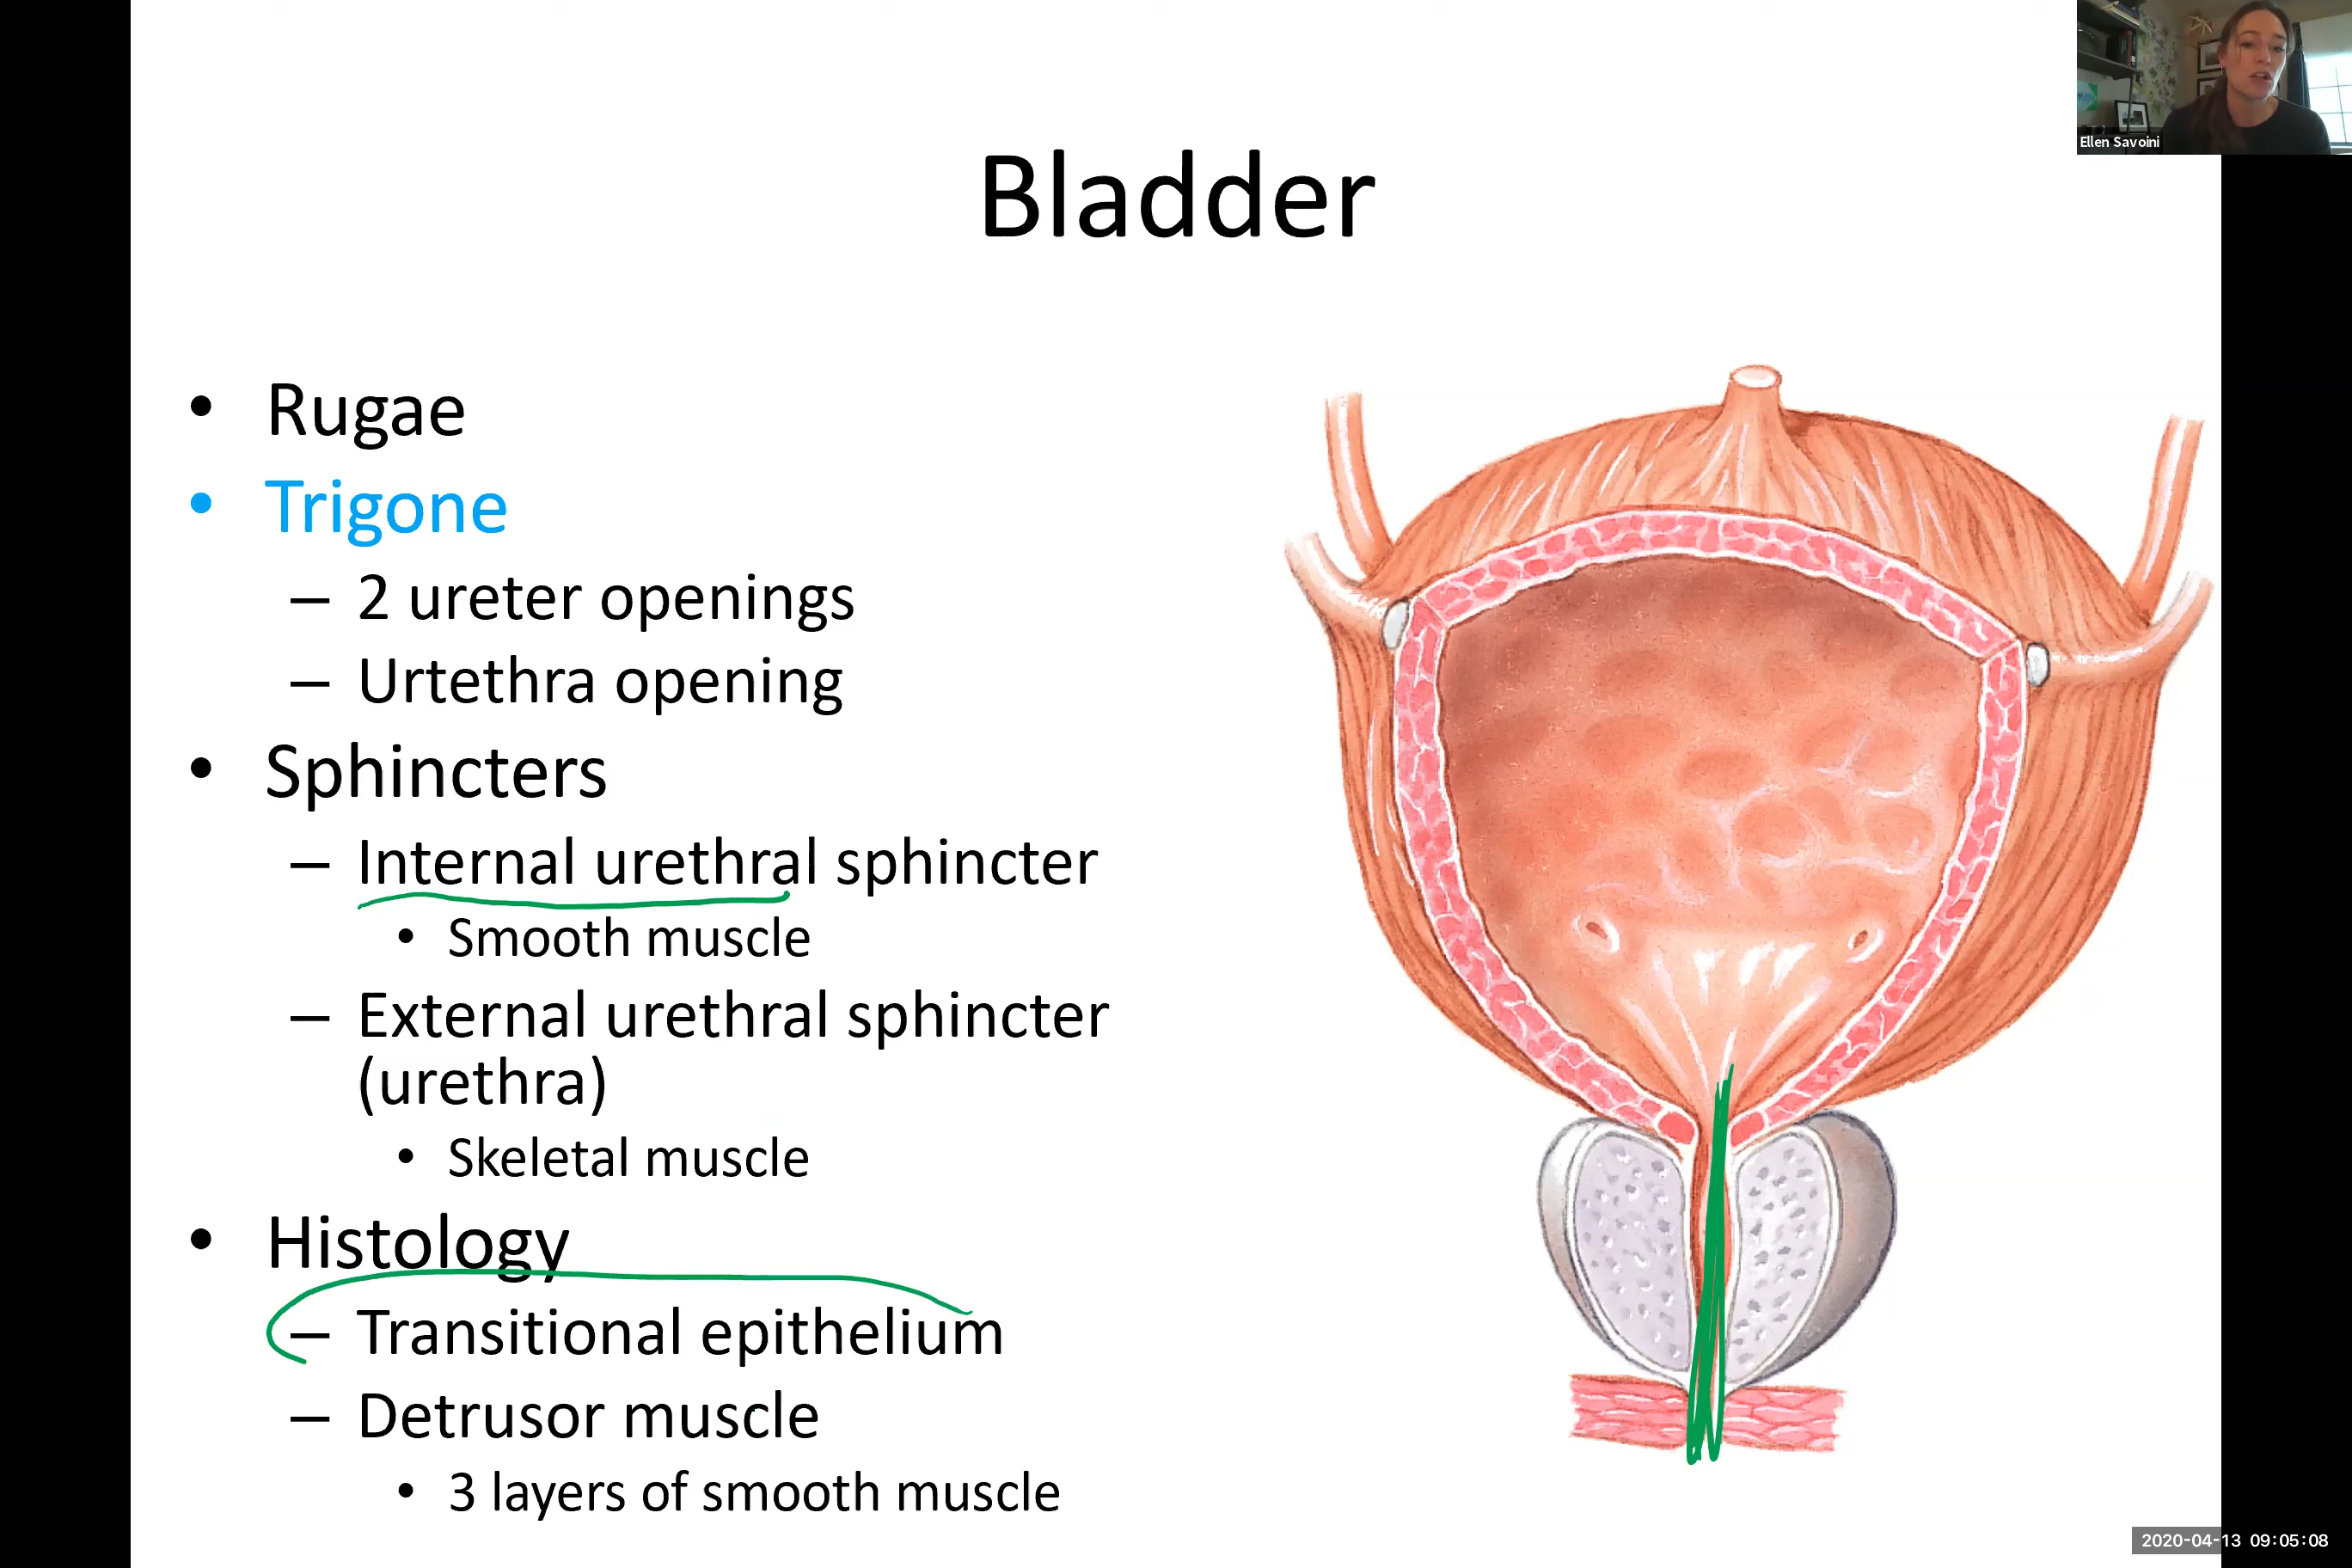 Ellen Savoini
Bladder
• Rugae
• Trigone
– 2 ureter openings
– Urtethra opening
• Sphincters
– Internal urethral sphincter
• Smooth muscle
– External urethral sphincter
(urethra)
• Skeletal muscle
• Histology
– Transitional epithelium
– Detrusor muscle
• 3 layers of smooth muscle
2020-04-13 09:05:08